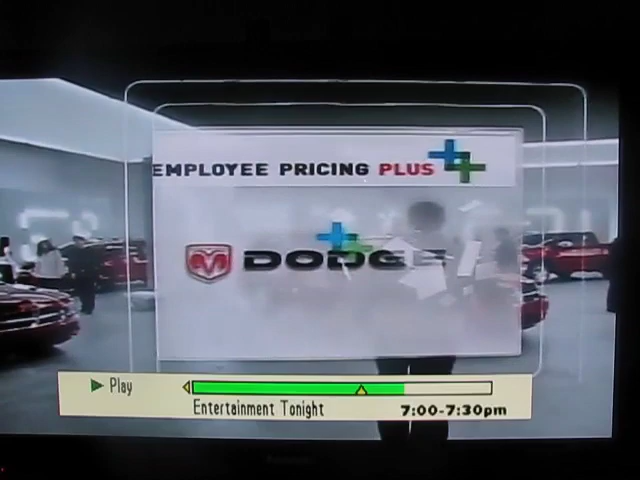 EMPLOYEE PRICING PLUS
DODGE
Play
Entertainment Tonight 7:00-7:30pm